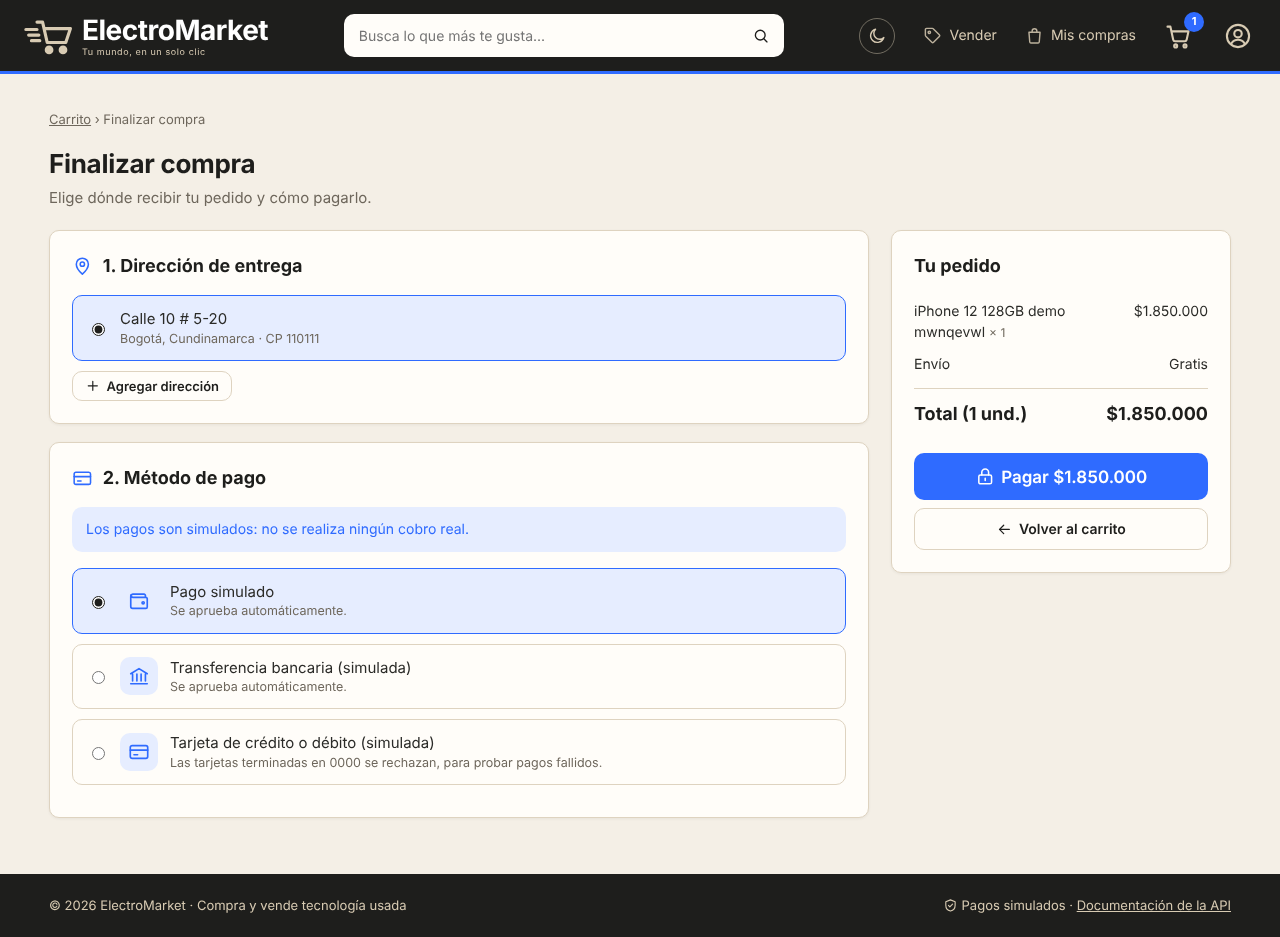 ElectroMarket
Tu mundo, en un solo clic
Busca lo que más te gusta...
Vender
Mis compras
1
Carrito › Finalizar compra
Finalizar compra
Elige dónde recibir tu pedido y cómo pagarlo.
1. Dirección de entrega
Calle 10 # 5-20
Bogotá, Cundinamarca · CP 110111
+ Agregar dirección
2. Método de pago
Los pagos son simulados: no se realiza ningún cobro real.
Pago simulado
Se aprueba automáticamente.
Transferencia bancaria (simulada)
Se aprueba automáticamente.
Tarjeta de crédito o débito (simulada)
Las tarjetas terminadas en 0000 se rechazan, para probar pagos fallidos.
Tu pedido
iPhone 12 128GB demo $1.850.000
mwnqevwl × 1
Envío Gratis
Total (1 und.) $1.850.000
Pagar $1.850.000
← Volver al carrito
© 2026 ElectroMarket · Compra y vende tecnología usada
Pagos simulados · Documentación de la API